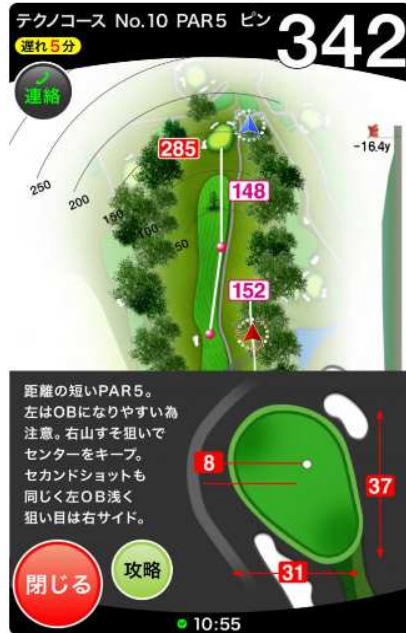 テクノコース No.10 PAR5 ピン 342
遅れ5分
連絡
285
148
250
200
150
100
50
-16.4y
152
距離の短いPAR5。
左はOBになりやすい為
注意。右山すそ狙いで
センターをキープ。
セカンドショットも
同じく左OB浅く
狙い目は右サイド。
8
37
31
閉じる
攻略
10:55